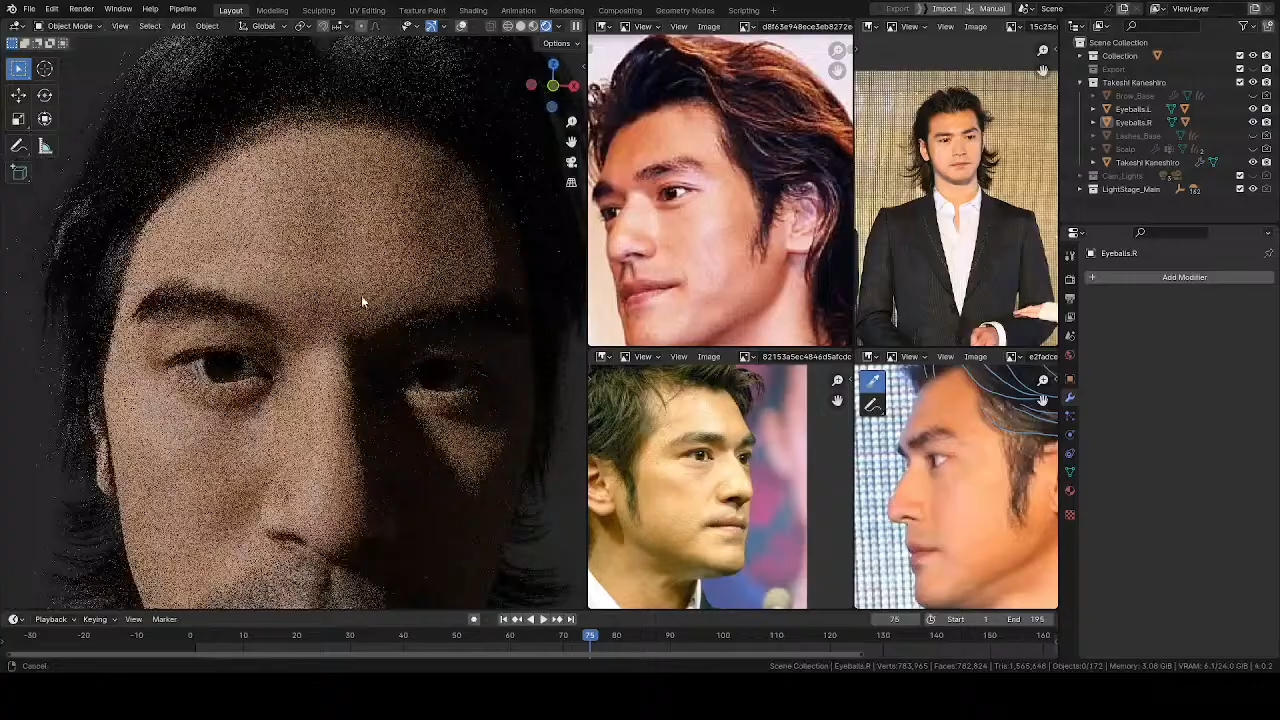 File Edit Render Window Help Pipeline Layout Modeling Sculpting UV Editing Texture Paint Shading Animation Rendering Compositing Geometry Nodes Scripting + Export Import Manual Scene ViewLayer
Object Mode View Select Add Object Global
View View Image d8f63e948ece3eb8272e
View View Image 15c25c
Options
Z
X
Scene Collection
Collection
Export
Takeshi Kaneshiro
Brow_Base
Eyeballs.L
Eyeballs.R
Lashes_Base
Scalp 2
Takeshi Kaneshiro
Cam_Lights 3
LightStage_Main 162
Eyeballs.R
+ Add Modifier
View View Image 82153a5ec4846d5afcdc
View View Image e2fadce
Playback Keying View Marker 75 Start 1 End 195
-30 -20 -10 0 10 20 30 40 50 60 70 75 80 90 100 110 120 130 140 150 160
Cancel Scene Collection | Eyeballs.R | Verts:783,965 | Faces:782,824 | Tris:1,565,648 | Objects:0/172 | Memory: 3.08 GiB | VRAM: 6.1/24.0 GiB | 4.0.2